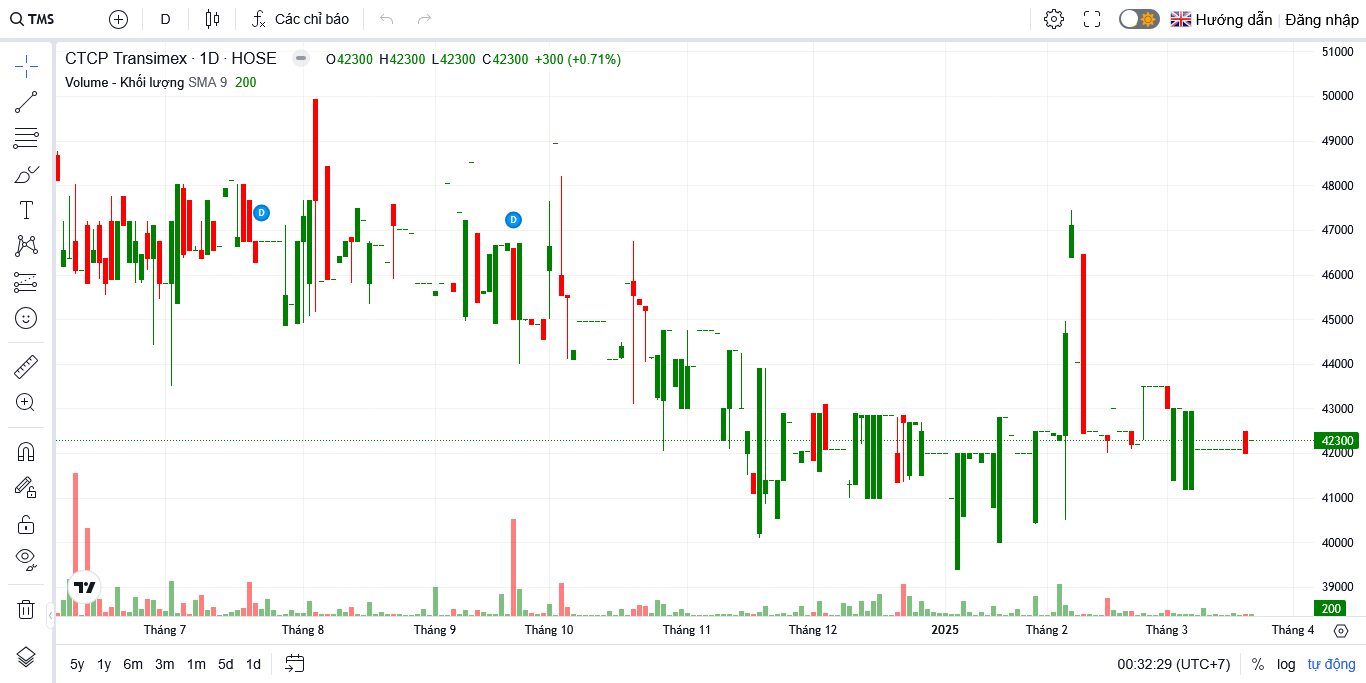 TMS D Các chỉ báo Hướng dẫn Đăng nhập
CTCP Transimex · 1D · HOSE O42300 H42300 L42300 C42300 +300 (+0.71%)
Volume - Khối lượng SMA 9 200
51000
50000
49000
48000
47000
46000
45000
44000
43000
42300
42000
41000
40000
39000
200
D
D
T
Tháng 7 Tháng 8 Tháng 9 Tháng 10 Tháng 11 Tháng 12 2025 Tháng 2 Tháng 3 Tháng 4
5y 1y 6m 3m 1m 5d 1d 00:32:29 (UTC+7) % log tự động